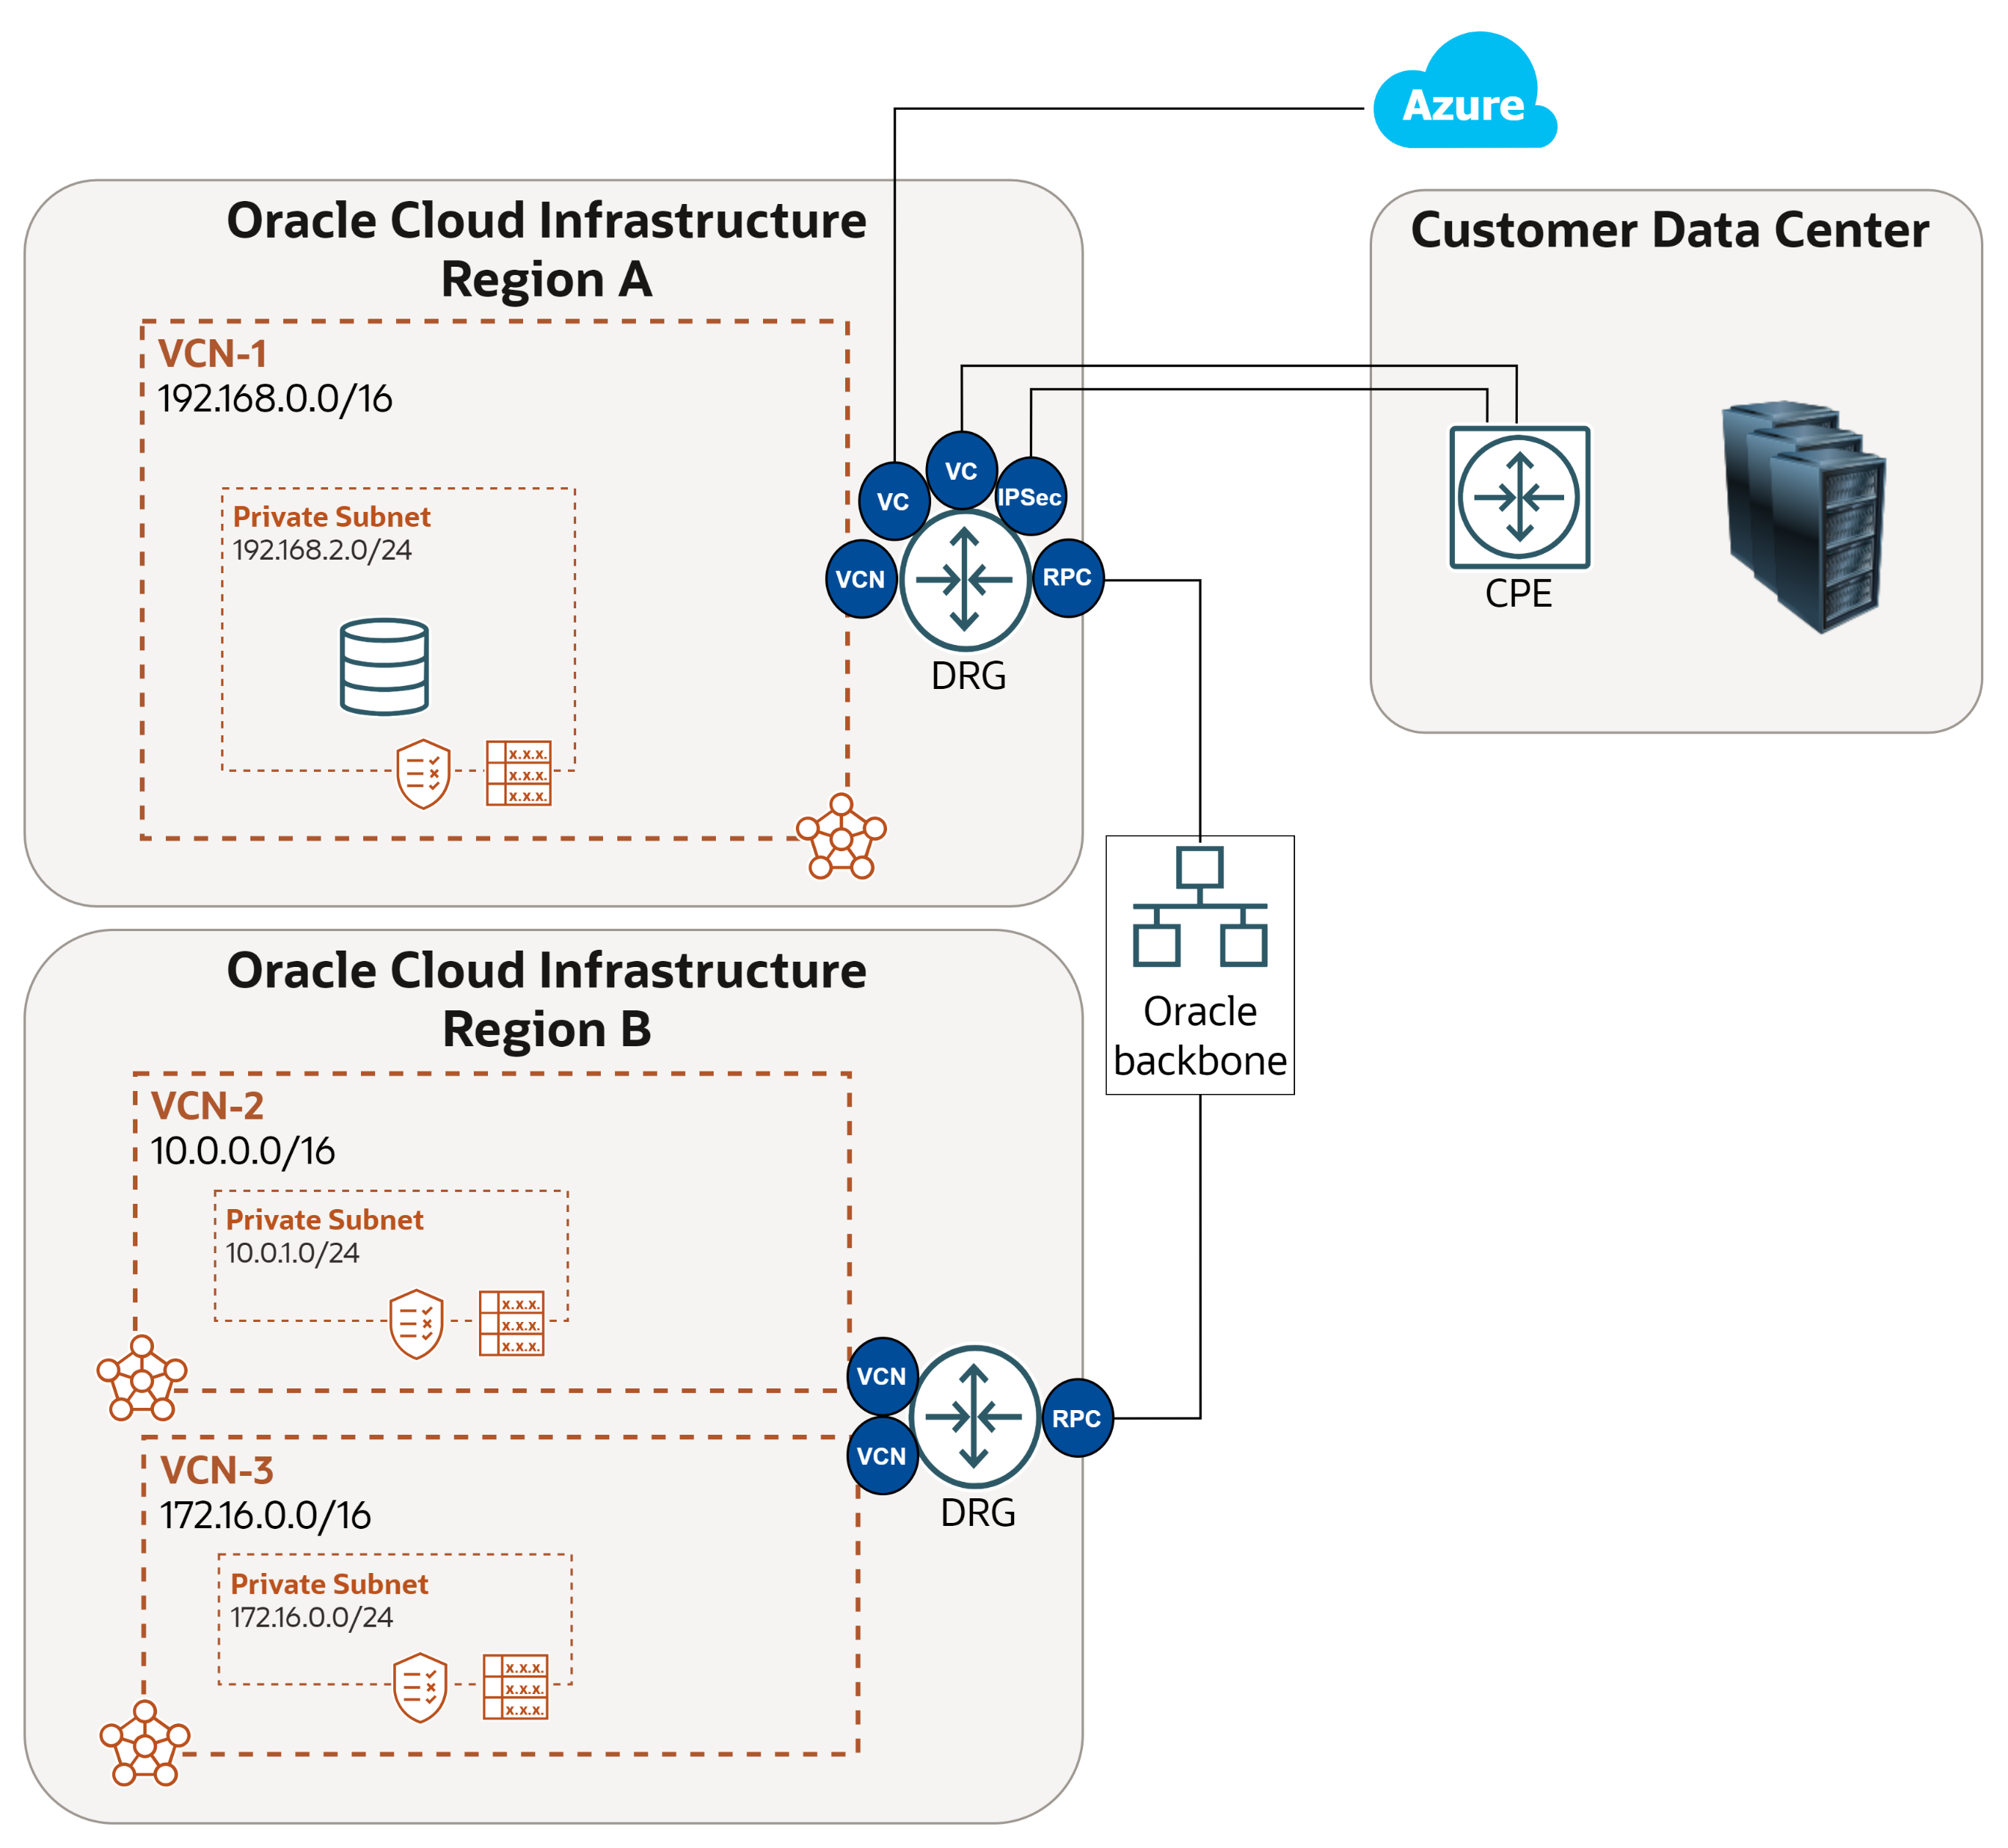 Azure
Oracle Cloud Infrastructure
Region A
Customer Data Center
VCN-1
192.168.0.0/16
Private Subnet
192.168.2.0/24
x.x.x.
x.x.x.
x.x.x.
VC
VC
IPSec
VCN
RPC
DRG
CPE
Oracle
backbone
Oracle Cloud Infrastructure
Region B
VCN-2
10.0.0.0/16
Private Subnet
10.0.1.0/24
x.x.x.
x.x.x.
x.x.x.
VCN
VCN
RPC
DRG
VCN-3
172.16.0.0/16
Private Subnet
172.16.0.0/24
x.x.x.
x.x.x.
x.x.x.